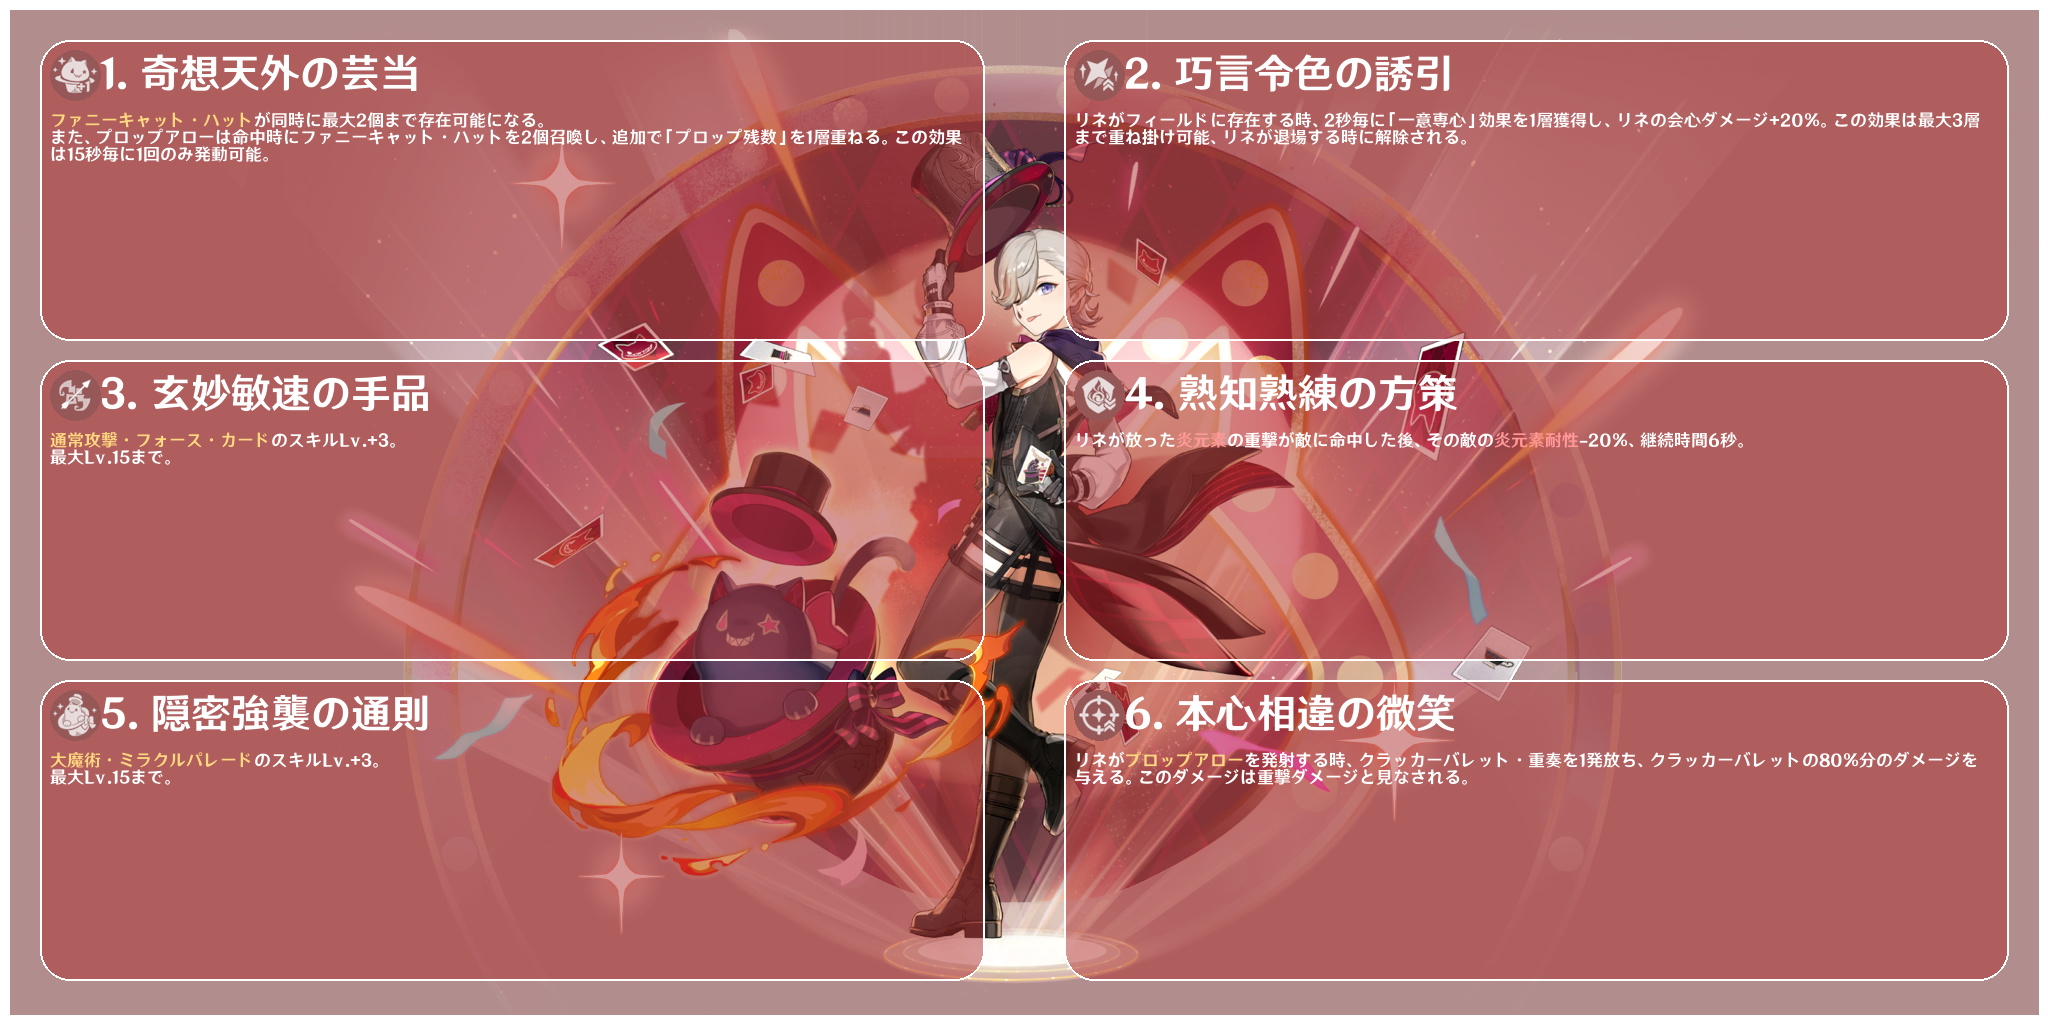 1. 奇想天外の芸当
ファニーキャット・ハットが同時に最大2個まで存在可能になる。
また、プロップアローは命中時にファニーキャット・ハットを2個召喚し、追加で「プロップ残数」を1層重ねる。この効果
は15秒毎に1回のみ発動可能。
2. 巧言令色の誘引
リネがフィールドに存在する時、2秒毎に「一意専心」効果を1層獲得し、リネの会心ダメージ+20%。この効果は最大3層
まで重ね掛け可能、リネが退場する時に解除される。
3. 玄妙敏速の手品
通常攻撃・フォース・カードのスキルLv.+3。
最大Lv.15まで。
4. 熟知熟練の方策
リネが放った炎元素の重撃が敵に命中した後、その敵の炎元素耐性-20%、継続時間6秒。
5. 隠密強襲の通則
大魔術・ミラクルパレードのスキルLv.+3。
最大Lv.15まで。
6. 本心相違の微笑
リネがプロップアローを発射する時、クラッカーバレット・重奏を1発放ち、クラッカーバレットの80%分のダメージを
与える。このダメージは重撃ダメージと見なされる。